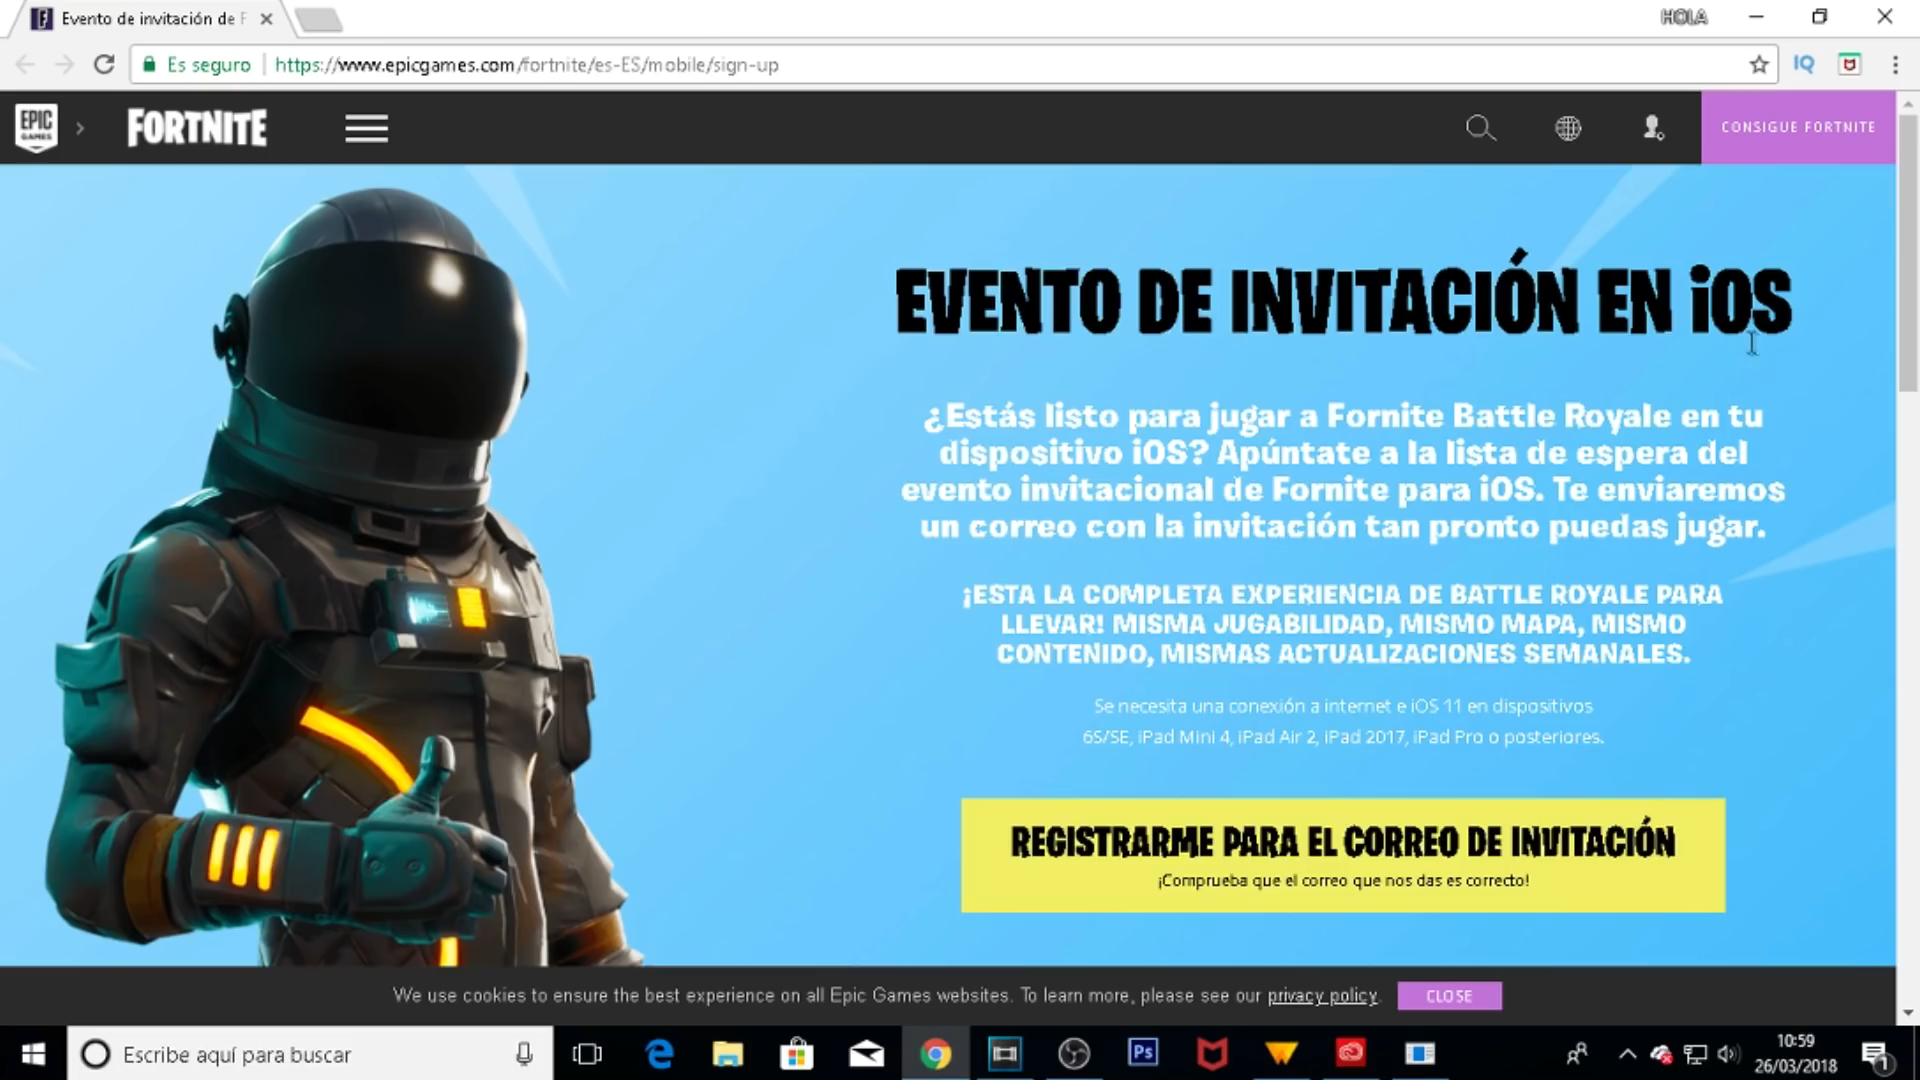 Evento de invitación de F
HOLA
Es seguro
https://www.epicgames.com/fortnite/es-ES/mobile/sign-up
IQ
EPIC
GAMES
FORTNITE
CONSIGUE FORTNITE
EVENTO DE INVITACIÓN EN iOS
¿Estás listo para jugar a Fornite Battle Royale en tu
dispositivo iOS? Apúntate a la lista de espera del
evento invitacional de Fornite para iOS. Te enviaremos
un correo con la invitación tan pronto puedas jugar.
¡ESTA LA COMPLETA EXPERIENCIA DE BATTLE ROYALE PARA
LLEVAR! MISMA JUGABILIDAD, MISMO MAPA, MISMO
CONTENIDO, MISMAS ACTUALIZACIONES SEMANALES.
Se necesita una conexión a internet e iOS 11 en dispositivos
6S/SE, iPad Mini 4, iPad Air 2, iPad 2017, iPad Pro o posteriores.
REGISTRARME PARA EL CORREO DE INVITACIÓN
¡Comprueba que el correo que nos das es correcto!
We use cookies to ensure the best experience on all Epic Games websites. To learn more, please see our privacy policy.
CLOSE
Escribe aquí para buscar
Ps
10:59
26/03/2018
1